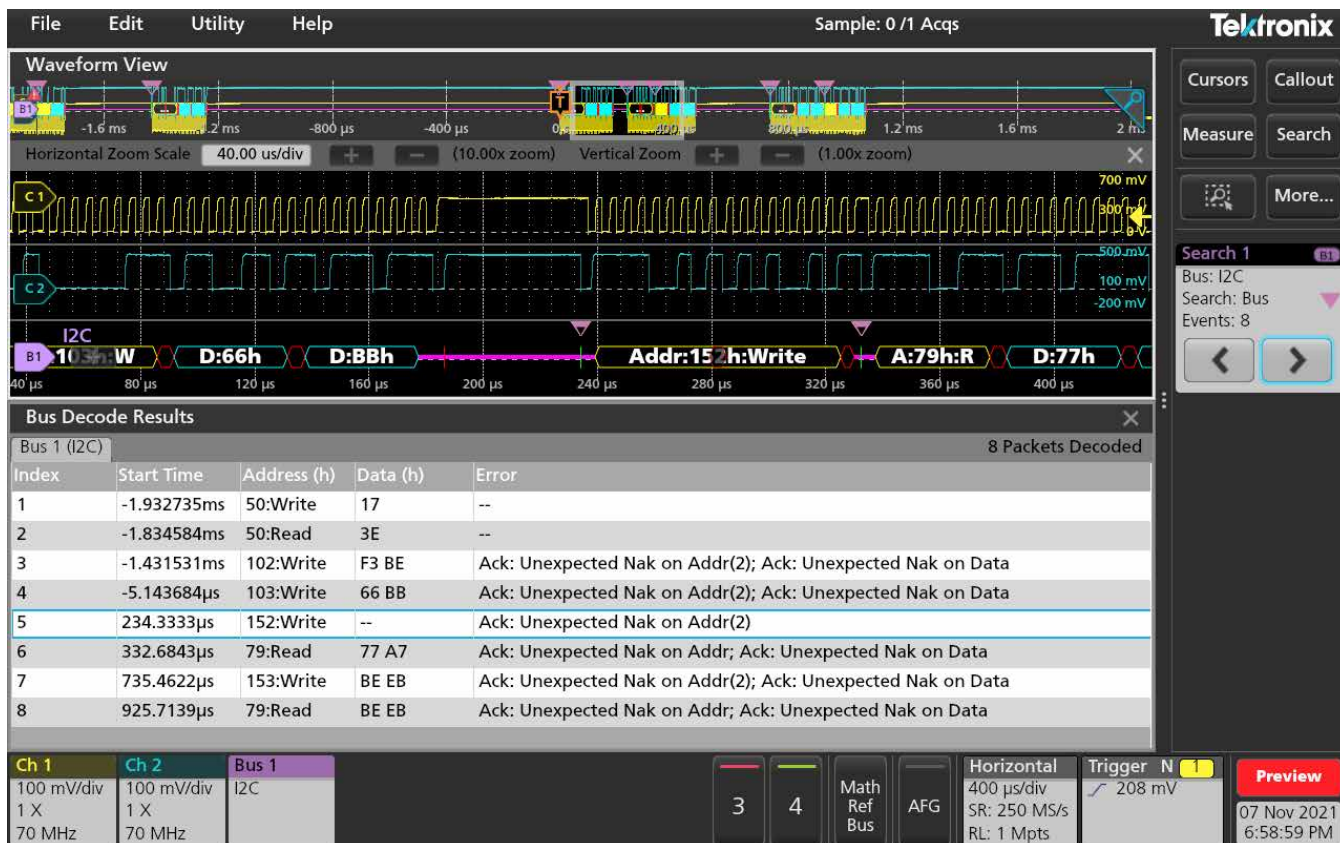 File Edit Utility Help Sample: 0 /1 Acqs Tektronix
Waveform View
Cursors Callout
Measure Search
More...
B1
-1.6 ms 2 ms -800 µs -400 µs 1.2 ms 1.6 ms
Horizontal Zoom Scale 40.00 us/div + - (10.00x zoom) Vertical Zoom + - (1.00x zoom)
C 1
700 mV
300 mV
0 V
C 2
500 mV
100 mV
-200 mV
I2C
B1 103h:W D:66h D:BBh Addr:152h:Write A:79h:R D:77h
40 µs 80 µs 120 µs 160 µs 200 µs 240 µs 280 µs 320 µs 360 µs 400 µs
Search 1 B1
Bus: I2C
Search: Bus
Events: 8
Bus Decode Results
Bus 1 (I2C) 8 Packets Decoded
Index Start Time Address (h) Data (h) Error
1 -1.932735ms 50:Write 17 --
2 -1.834584ms 50:Read 3E --
3 -1.431531ms 102:Write F3 BE Ack: Unexpected Nak on Addr(2); Ack: Unexpected Nak on Data
4 -5.143684µs 103:Write 66 BB Ack: Unexpected Nak on Addr(2); Ack: Unexpected Nak on Data
5 234.3333µs 152:Write -- Ack: Unexpected Nak on Addr(2)
6 332.6843µs 79:Read 77 A7 Ack: Unexpected Nak on Addr; Ack: Unexpected Nak on Data
7 735.4622µs 153:Write BE EB Ack: Unexpected Nak on Addr(2); Ack: Unexpected Nak on Data
8 925.7139µs 79:Read BE EB Ack: Unexpected Nak on Addr; Ack: Unexpected Nak on Data
Ch 1
100 mV/div
1 X
70 MHz
Ch 2
100 mV/div
1 X
70 MHz
Bus 1
I2C
3
4
Math
Ref
Bus
AFG
Horizontal
400 µs/div
SR: 250 MS/s
RL: 1 Mpts
Trigger N 1
208 mV
Preview
07 Nov 2021
6:58:59 PM